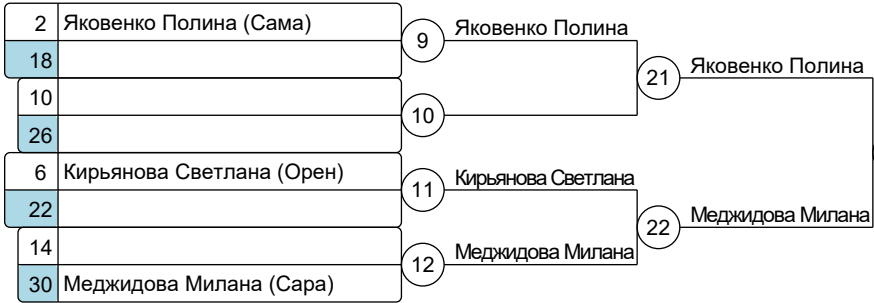 2 Яковенко Полина (Сама)
18
9 Яковенко Полина
10
26
10
21 Яковенко Полина
6 Кирьянова Светлана (Орен)
22
11 Кирьянова Светлана
14
30 Меджидова Милана (Сара)
12 Меджидова Милана
22 Меджидова Милана